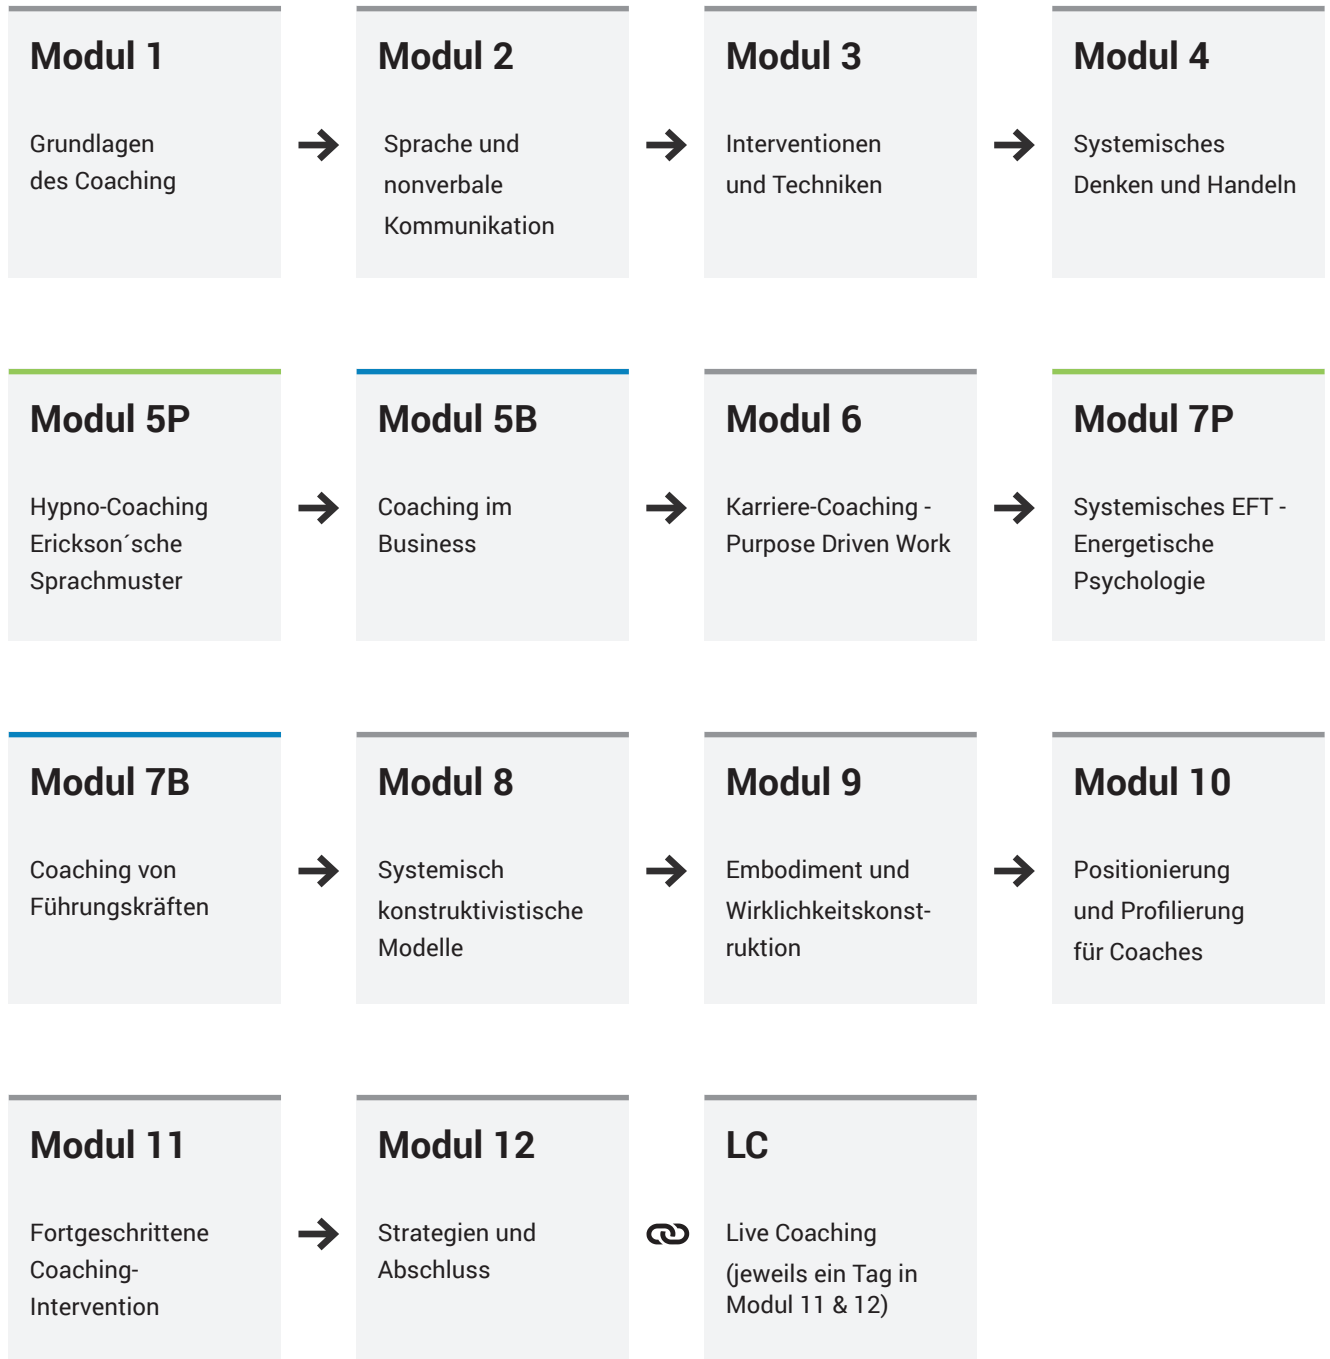 Modul 1
Grundlagen
des Coaching
Modul 2
Sprache und
nonverbale
Kommunikation
Modul 3
Interventionen
und Techniken
Modul 4
Systemisches
Denken und Handeln
Modul 5P
Hypno-Coaching
Erickson´sche
Sprachmuster
Modul 5B
Coaching im
Business
Modul 6
Karriere-Coaching -
Purpose Driven Work
Modul 7P
Systemisches EFT -
Energetische
Psychologie
Modul 7B
Coaching von
Führungskräften
Modul 8
Systemisch
konstruktivistische
Modelle
Modul 9
Embodiment und
Wirklichkeitskonst-
ruktion
Modul 10
Positionierung
und Profilierung
für Coaches
Modul 11
Fortgeschrittene
Coaching-
Intervention
Modul 12
Strategien und
Abschluss
LC
Live Coaching
(jeweils ein Tag in
Modul 11 & 12)